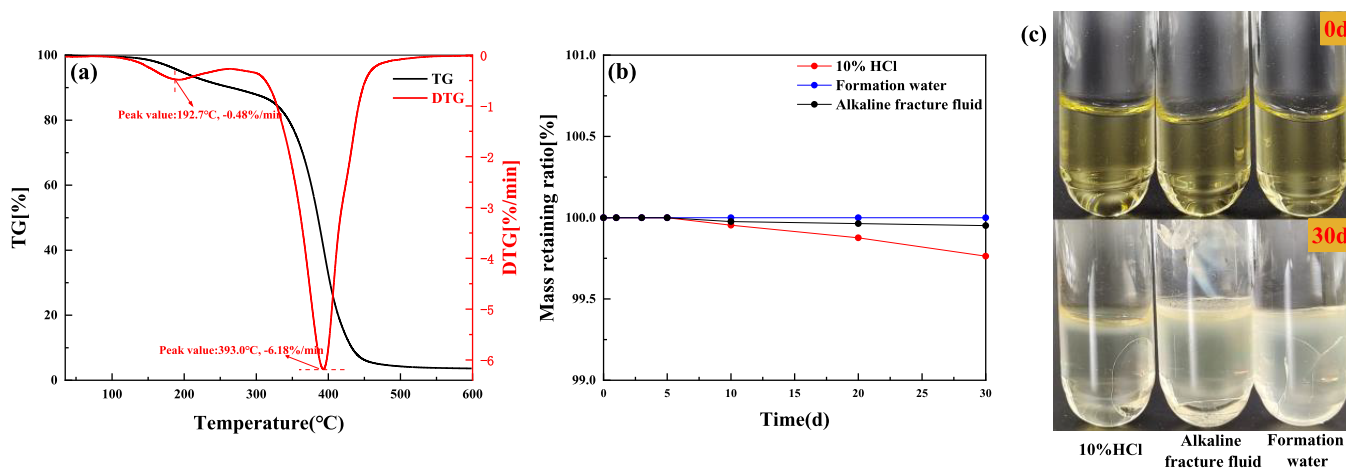 (a)
TG
DTG
Peak value:192.7℃, -0.48%/min
Peak value:393.0℃, -6.18%/min
TG[%]
100
80
60
40
20
0
DTG[%/min]
0
-1
-2
-3
-4
-5
-6
100 200 300 400 500 600
Temperature(℃)
(b)
10% HCl
Formation water
Alkaline fracture fluid
Mass retaining ratio[%]
101.0
100.5
100.0
99.5
99.0
0 5 10 15 20 25 30
Time(d)
(c)
0d
30d
10%HCl
Alkaline
fracture fluid
Formation
water